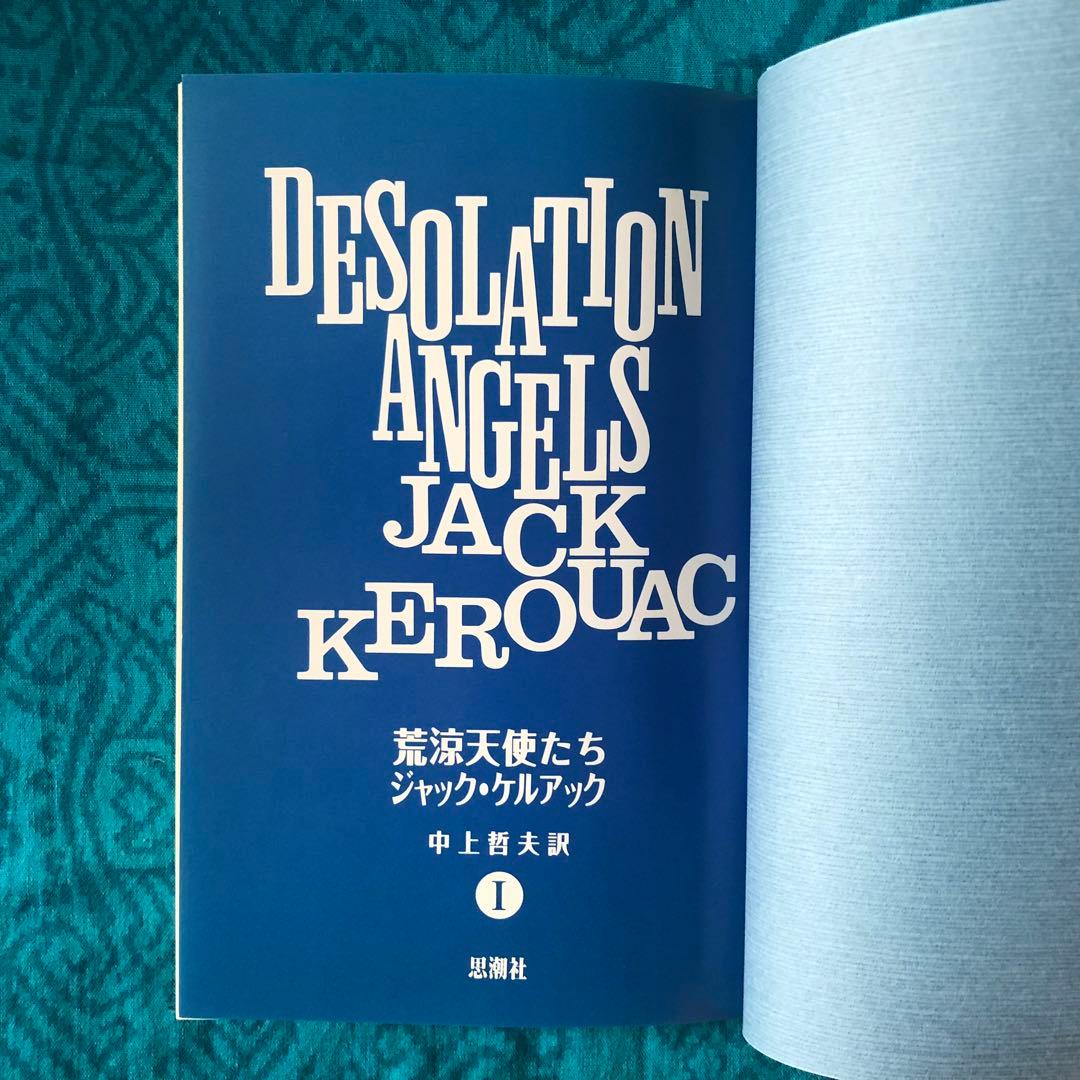 DESOLATION
ANGELS
JACK
KEROUAC
荒涼天使たち
ジャック・ケルアック
中上哲夫訳
I
思潮社